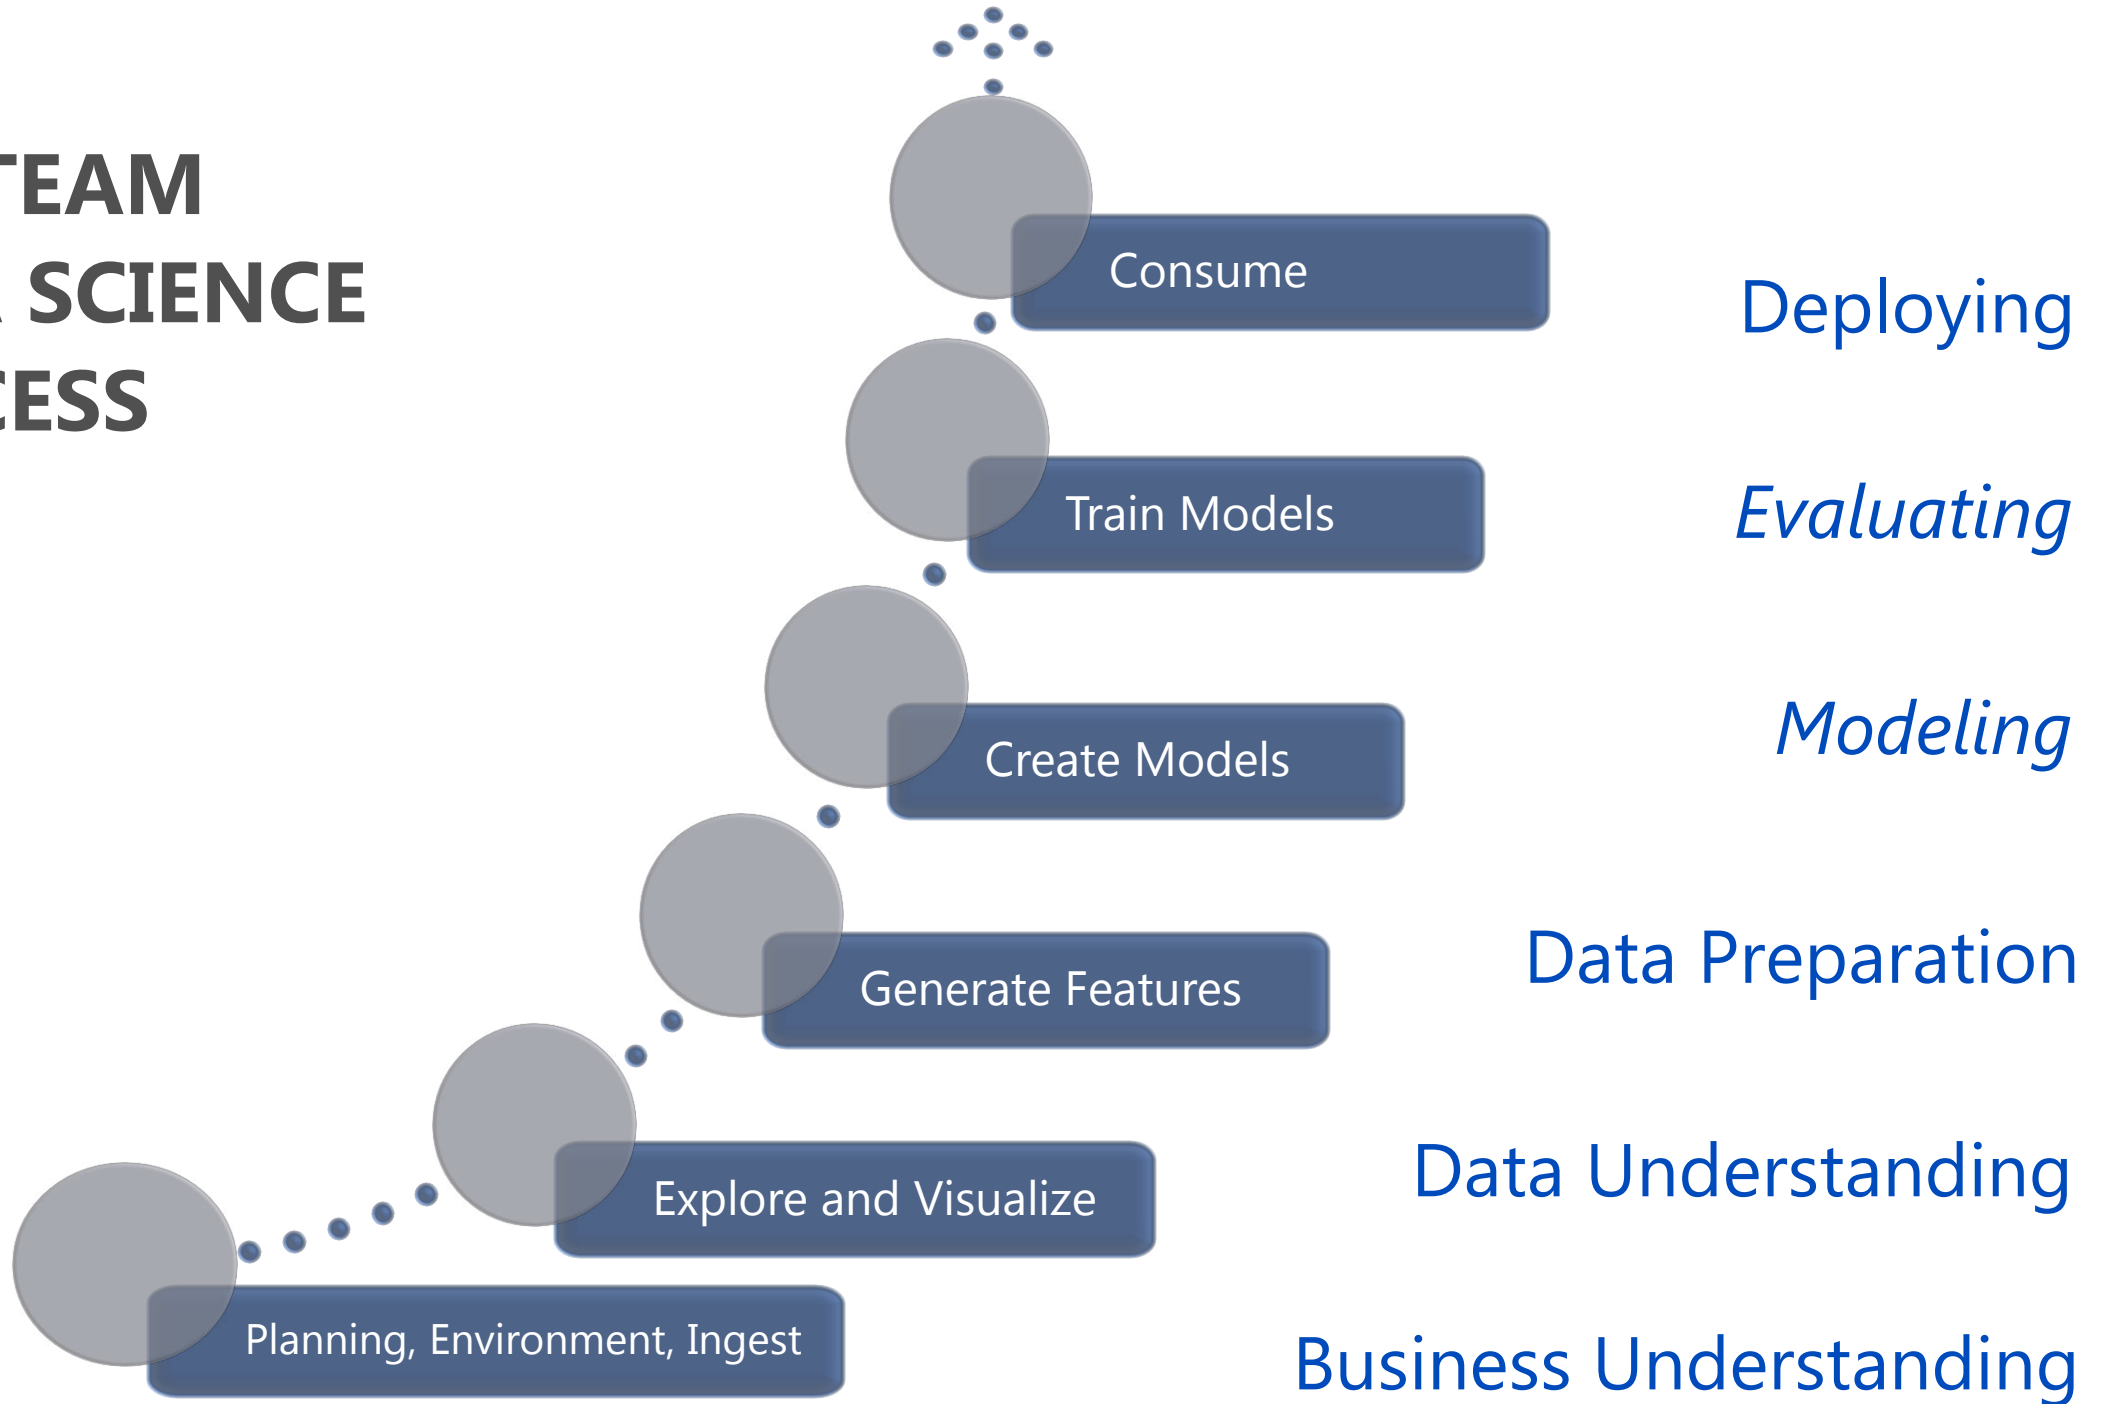 TEAM
SCIENCE
CESS
Consume
Deploying
Train Models
Evaluating
Create Models
Modeling
Generate Features
Data Preparation
Explore and Visualize
Data Understanding
Planning, Environment, Ingest
Business Understanding